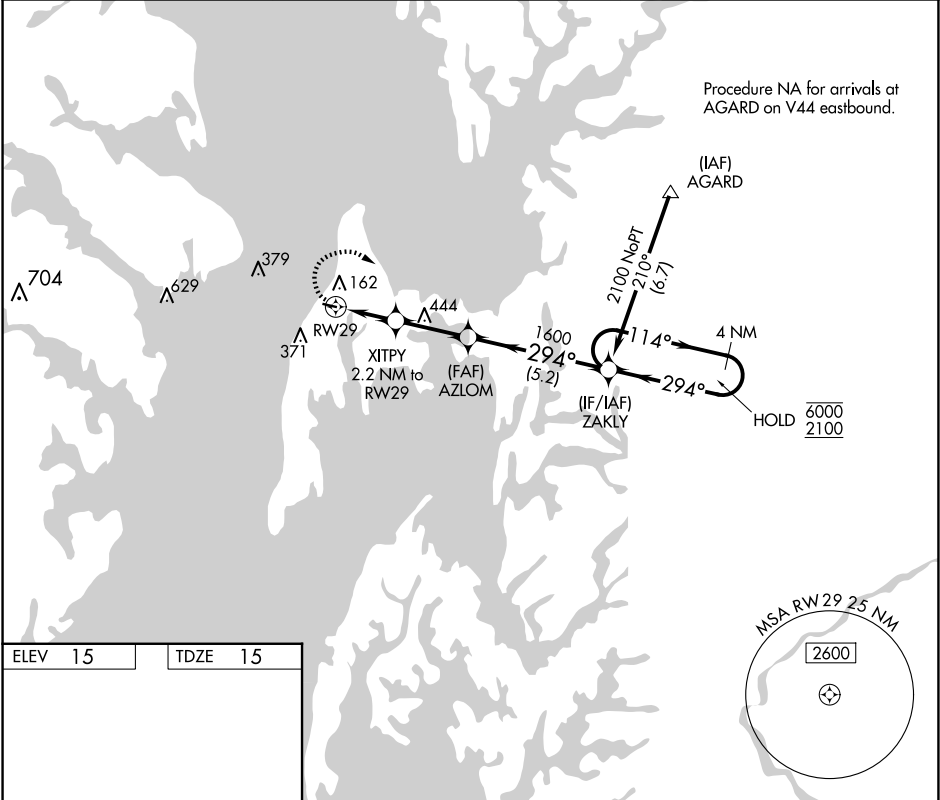 Procedure NA for arrivals at
AGARD on V44 eastbound.
(IAF)
AGARD
2100 NoPT
210°
(6.7)
379
629
704
162
444
RW29
371
XITPY
2.2 NM to
RW29
(FAF)
AZLOM
1600
294°
(5.2)
114°
4 NM
294°
(IF/IAF)
ZAKLY
HOLD
6000
2100
MSA RW29 25 NM
2600
ELEV 15
TDZE 15